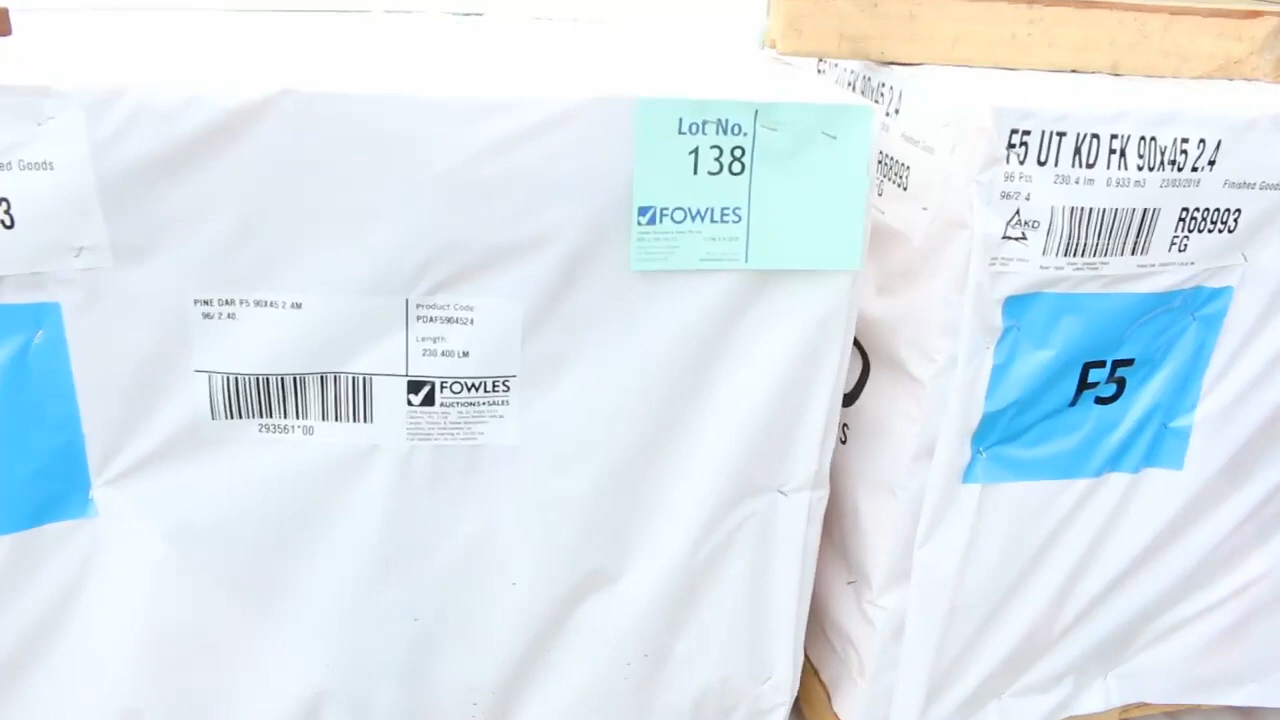 ed Goods
3
PINE DAR F5 90X45 2.4M
96/ 2.40,
Product Code
PDAF5904524
Length:
230.400 LM
293561*00
FOWLES
AUCTIONS+SALES
Lot No.
138
FOWLES
90x45 2.4
R68993
FG
S
F5 UT KD FK 90x45 2.4
96 Pcs 230.4 lm 0.933 m3 23/03/2018 Finished Goods
96/2.4
AKD
R68993
FG
F5